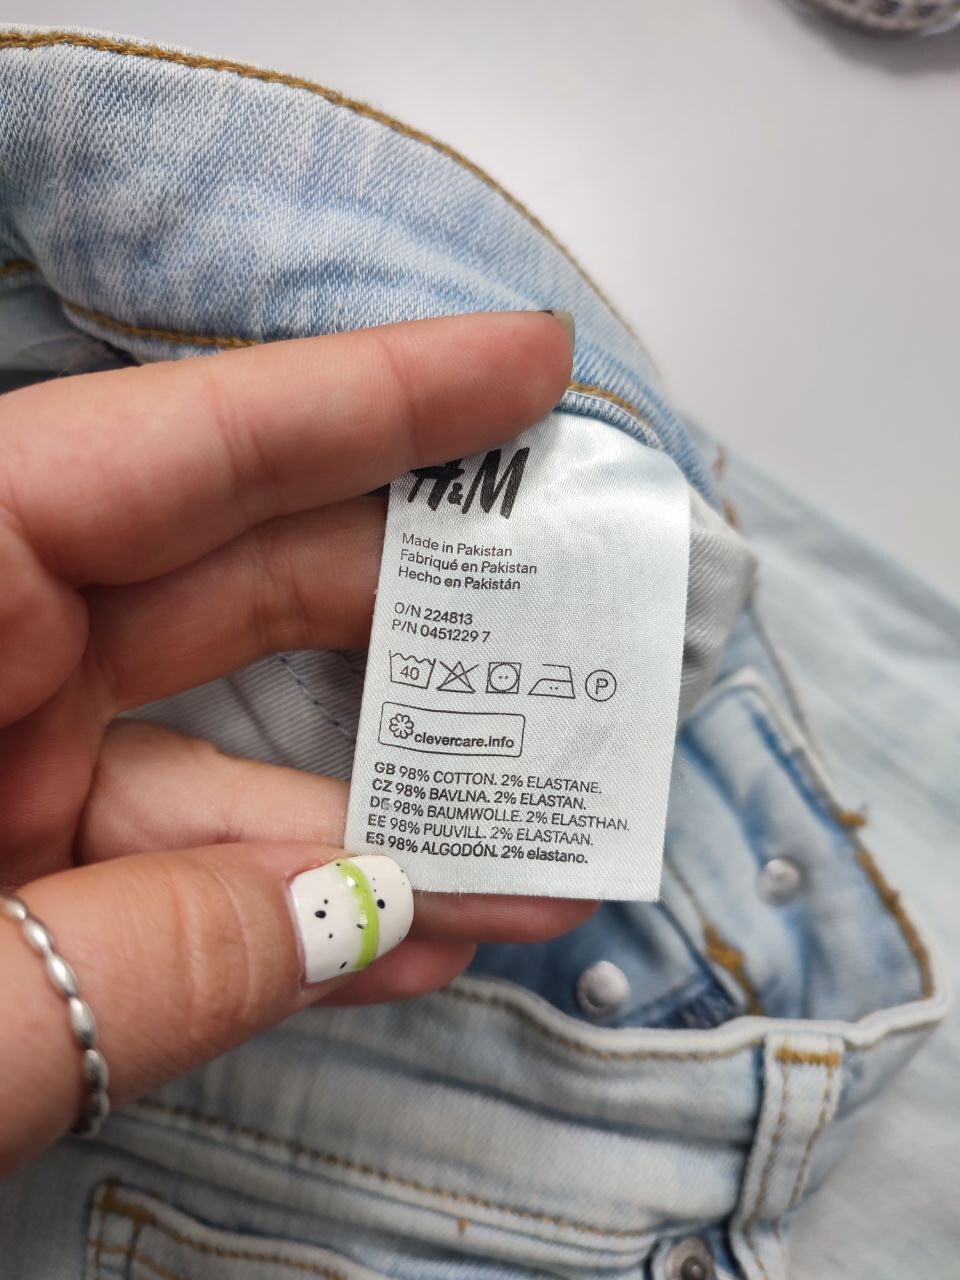 H&M
Made in Pakistan
Fabriqué en Pakistan
Hecho en Pakistán
O/N 224813
P/N 0451229 7
40 P
clevercare.info
GB 98% COTTON. 2% ELASTANE.
CZ 98% BAVLNA. 2% ELASTAN.
DE 98% BAUMWOLLE. 2% ELASTHAN.
EE 98% PUUVILL. 2% ELASTAAN.
ES 98% ALGODÓN. 2% elastano.